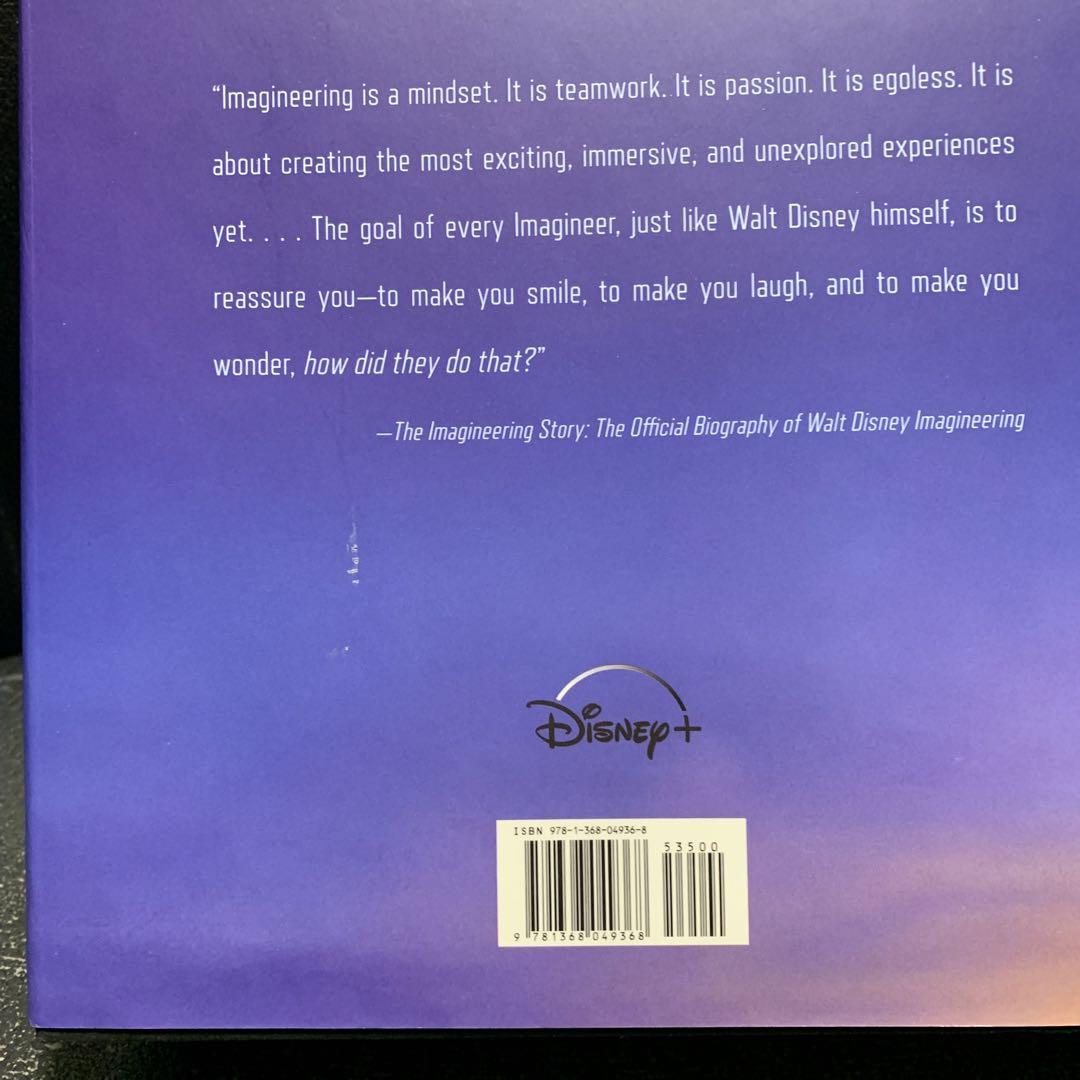 “Imagineering is a mindset. It is teamwork. It is passion. It is egoless. It is
about creating the most exciting, immersive, and unexplored experiences
yet. . . . The goal of every Imagineer, just like Walt Disney himself, is to
reassure you—to make you smile, to make you laugh, and to make you
wonder, how did they do that?”
—The Imagineering Story: The Official Biography of Walt Disney Imagineering
Disney+
ISBN 978-1-368-04936-8
53500
9 781368 049368